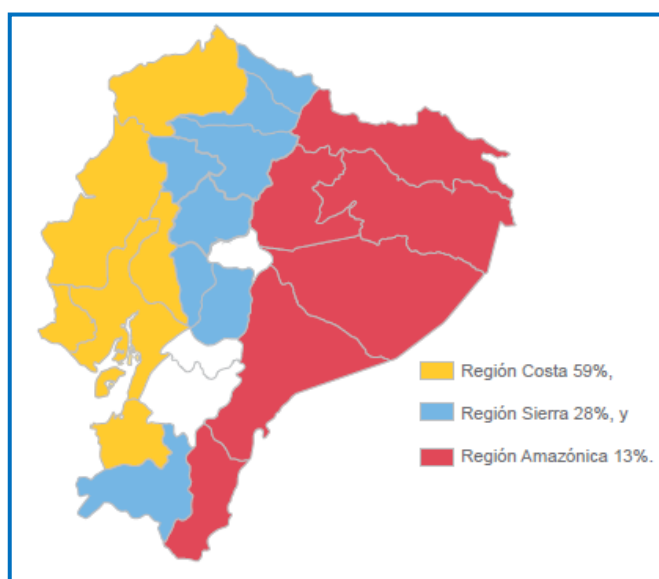 Región Costa 59%,
Región Sierra 28%, y
Región Amazónica 13%.